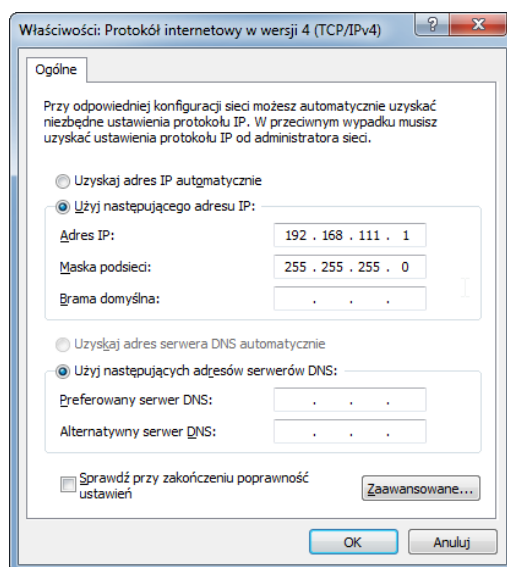 Właściwości: Protokół internetowy w wersji 4 (TCP/IPv4)
?
X
Ogólne
Przy odpowiedniej konfiguracji sieci możesz automatycznie uzyskać
niezbędne ustawienia protokołu IP. W przeciwnym wypadku musisz
uzyskać ustawienia protokołu IP od administratora sieci.
Uzyskaj adres IP automatycznie
Użyj następującego adresu IP:
Adres IP: 192 . 168 . 111 . 1
Maska podsieci: 255 . 255 . 255 . 0
Brama domyślna: . . .
Uzyskaj adres serwera DNS automatycznie
Użyj następujących adresów serwerów DNS:
Preferowany serwer DNS: . . .
Alternatywny serwer DNS: . . .
Sprawdź przy zakończeniu poprawność
ustawień
Zaawansowane...
OK Anuluj